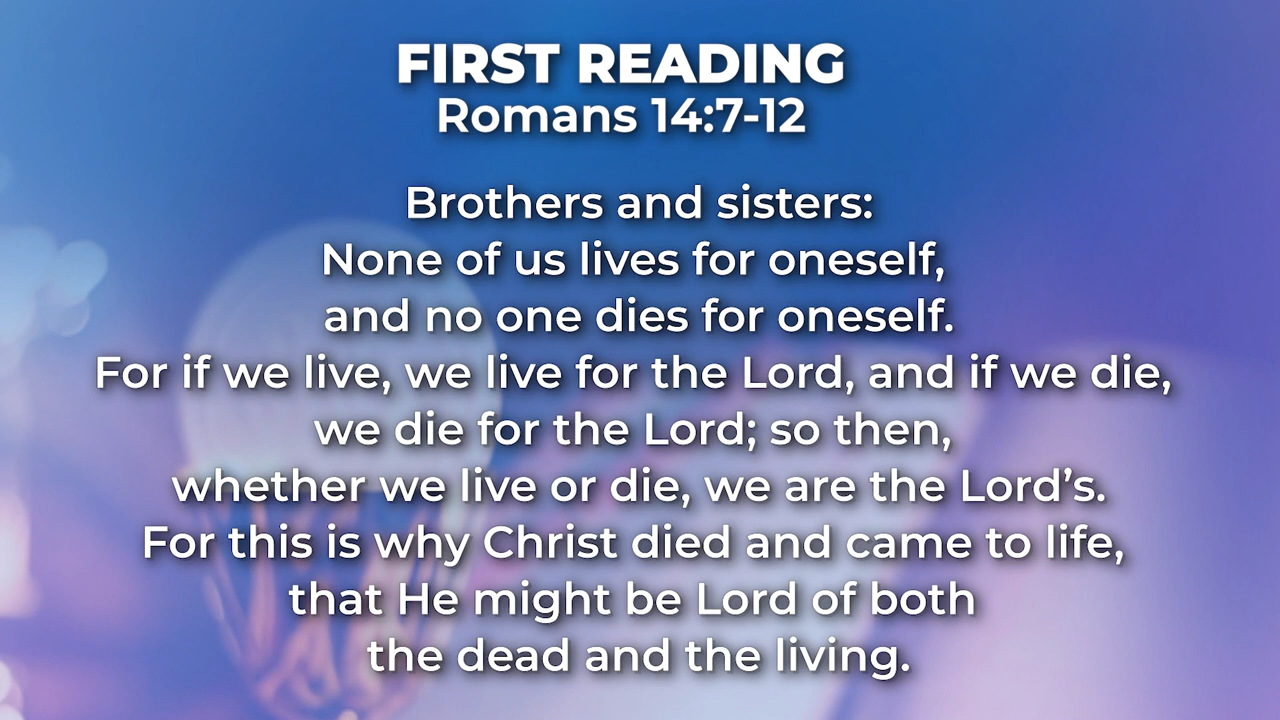 FIRST READING
Romans 14:7-12
Brothers and sisters:
None of us lives for oneself,
and no one dies for oneself.
For if we live, we live for the Lord, and if we die,
we die for the Lord; so then,
whether we live or die, we are the Lord’s.
For this is why Christ died and came to life,
that He might be Lord of both
the dead and the living.